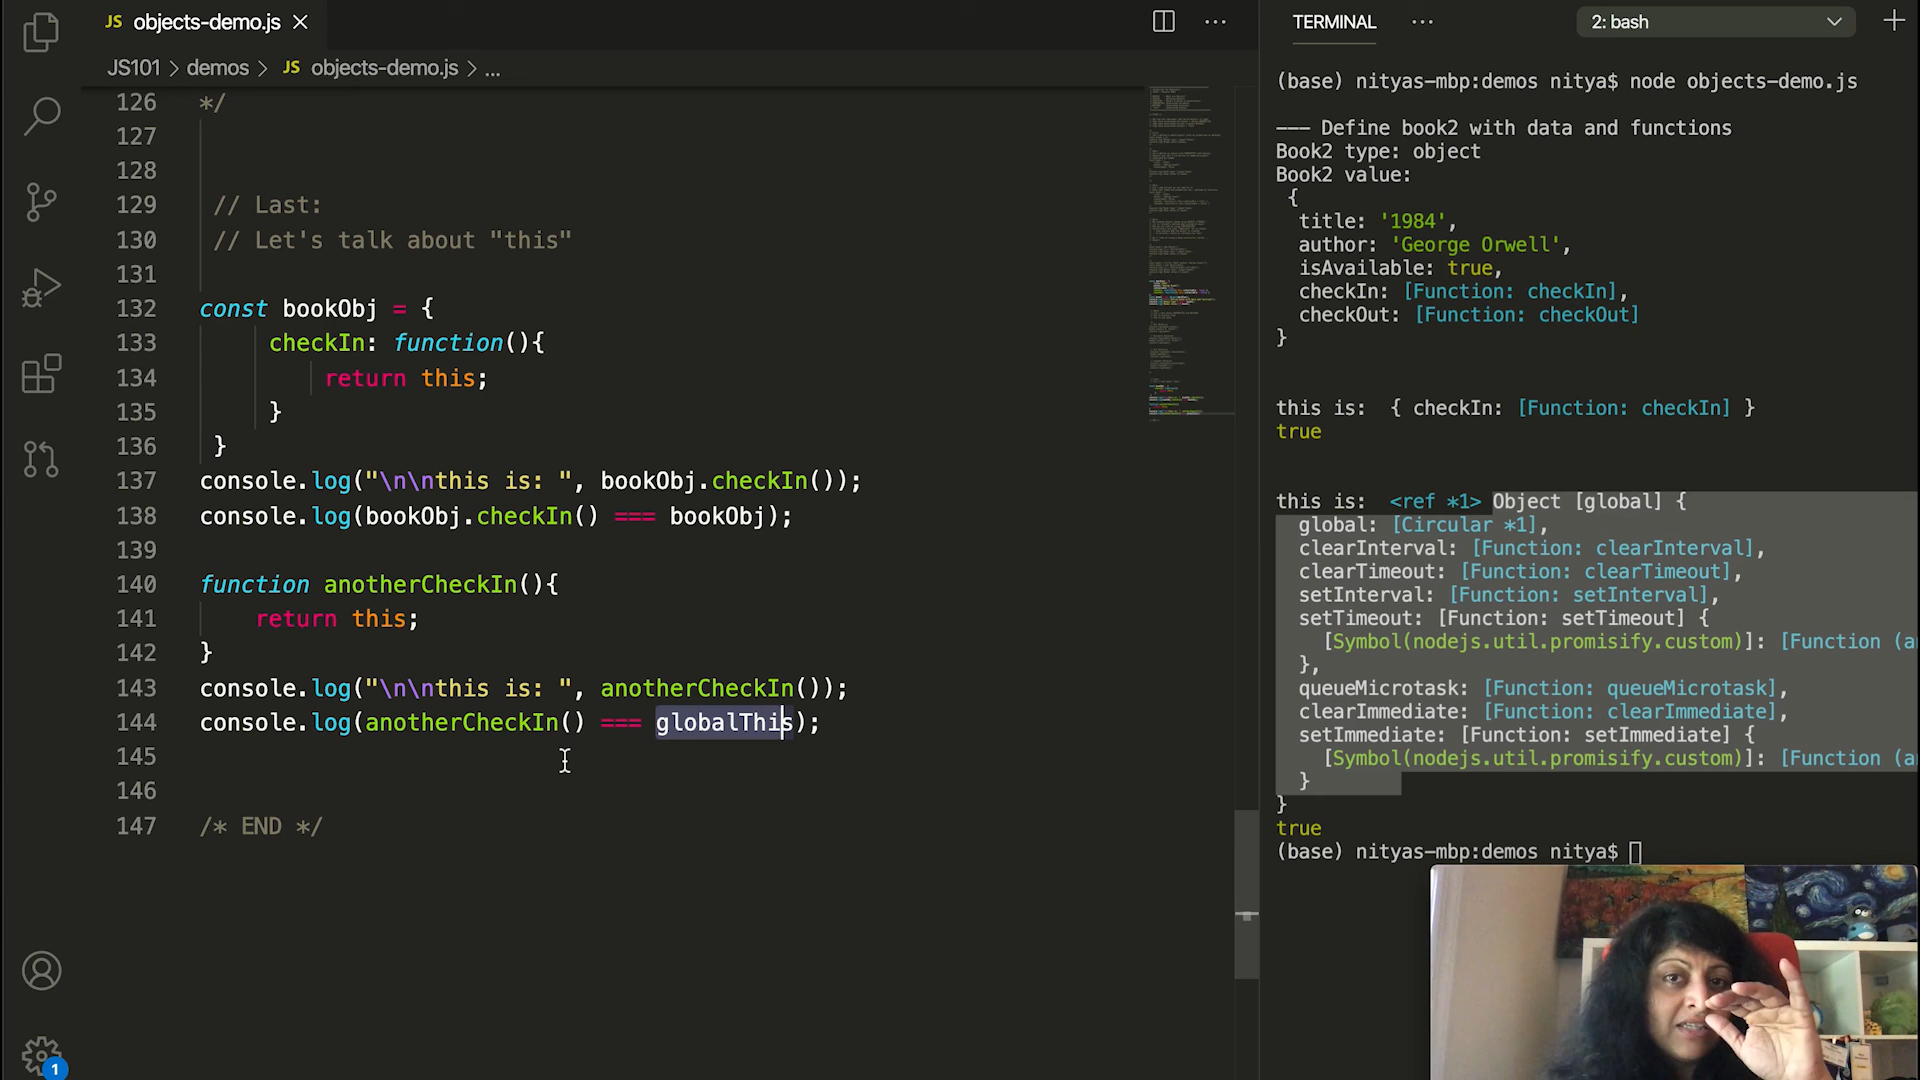 JS objects-demo.js
JS101 > demos > JS objects-demo.js > ...
126 */
127
128
129 // Last:
130 // Let's talk about "this"
131
132 const bookObj = {
133 checkIn: function(){
134 return this;
135 }
136 }
137 console.log("\n\nthis is: ", bookObj.checkIn());
138 console.log(bookObj.checkIn() === bookObj);
139
140 function anotherCheckIn(){
141 return this;
142 }
143 console.log("\n\nthis is: ", anotherCheckIn());
144 console.log(anotherCheckIn() === globalThis);
145
146
147 /* END */
1
TERMINAL ... 2: bash
(base) nityas-mbp:demos nitya$ node objects-demo.js
--- Define book2 with data and functions
Book2 type: object
Book2 value:
{
title: '1984',
author: 'George Orwell',
isAvailable: true,
checkIn: [Function: checkIn],
checkOut: [Function: checkOut]
}
this is: { checkIn: [Function: checkIn] }
true
this is: <ref *1> Object [global] {
global: [Circular *1],
clearInterval: [Function: clearInterval],
clearTimeout: [Function: clearTimeout],
setInterval: [Function: setInterval],
setTimeout: [Function: setTimeout] {
[Symbol(nodejs.util.promisify.custom)]: [Function (a
},
queueMicrotask: [Function: queueMicrotask],
clearImmediate: [Function: clearImmediate],
setImmediate: [Function: setImmediate] {
[Symbol(nodejs.util.promisify.custom)]: [Function (a
}
}
true
(base) nityas-mbp:demos nitya$